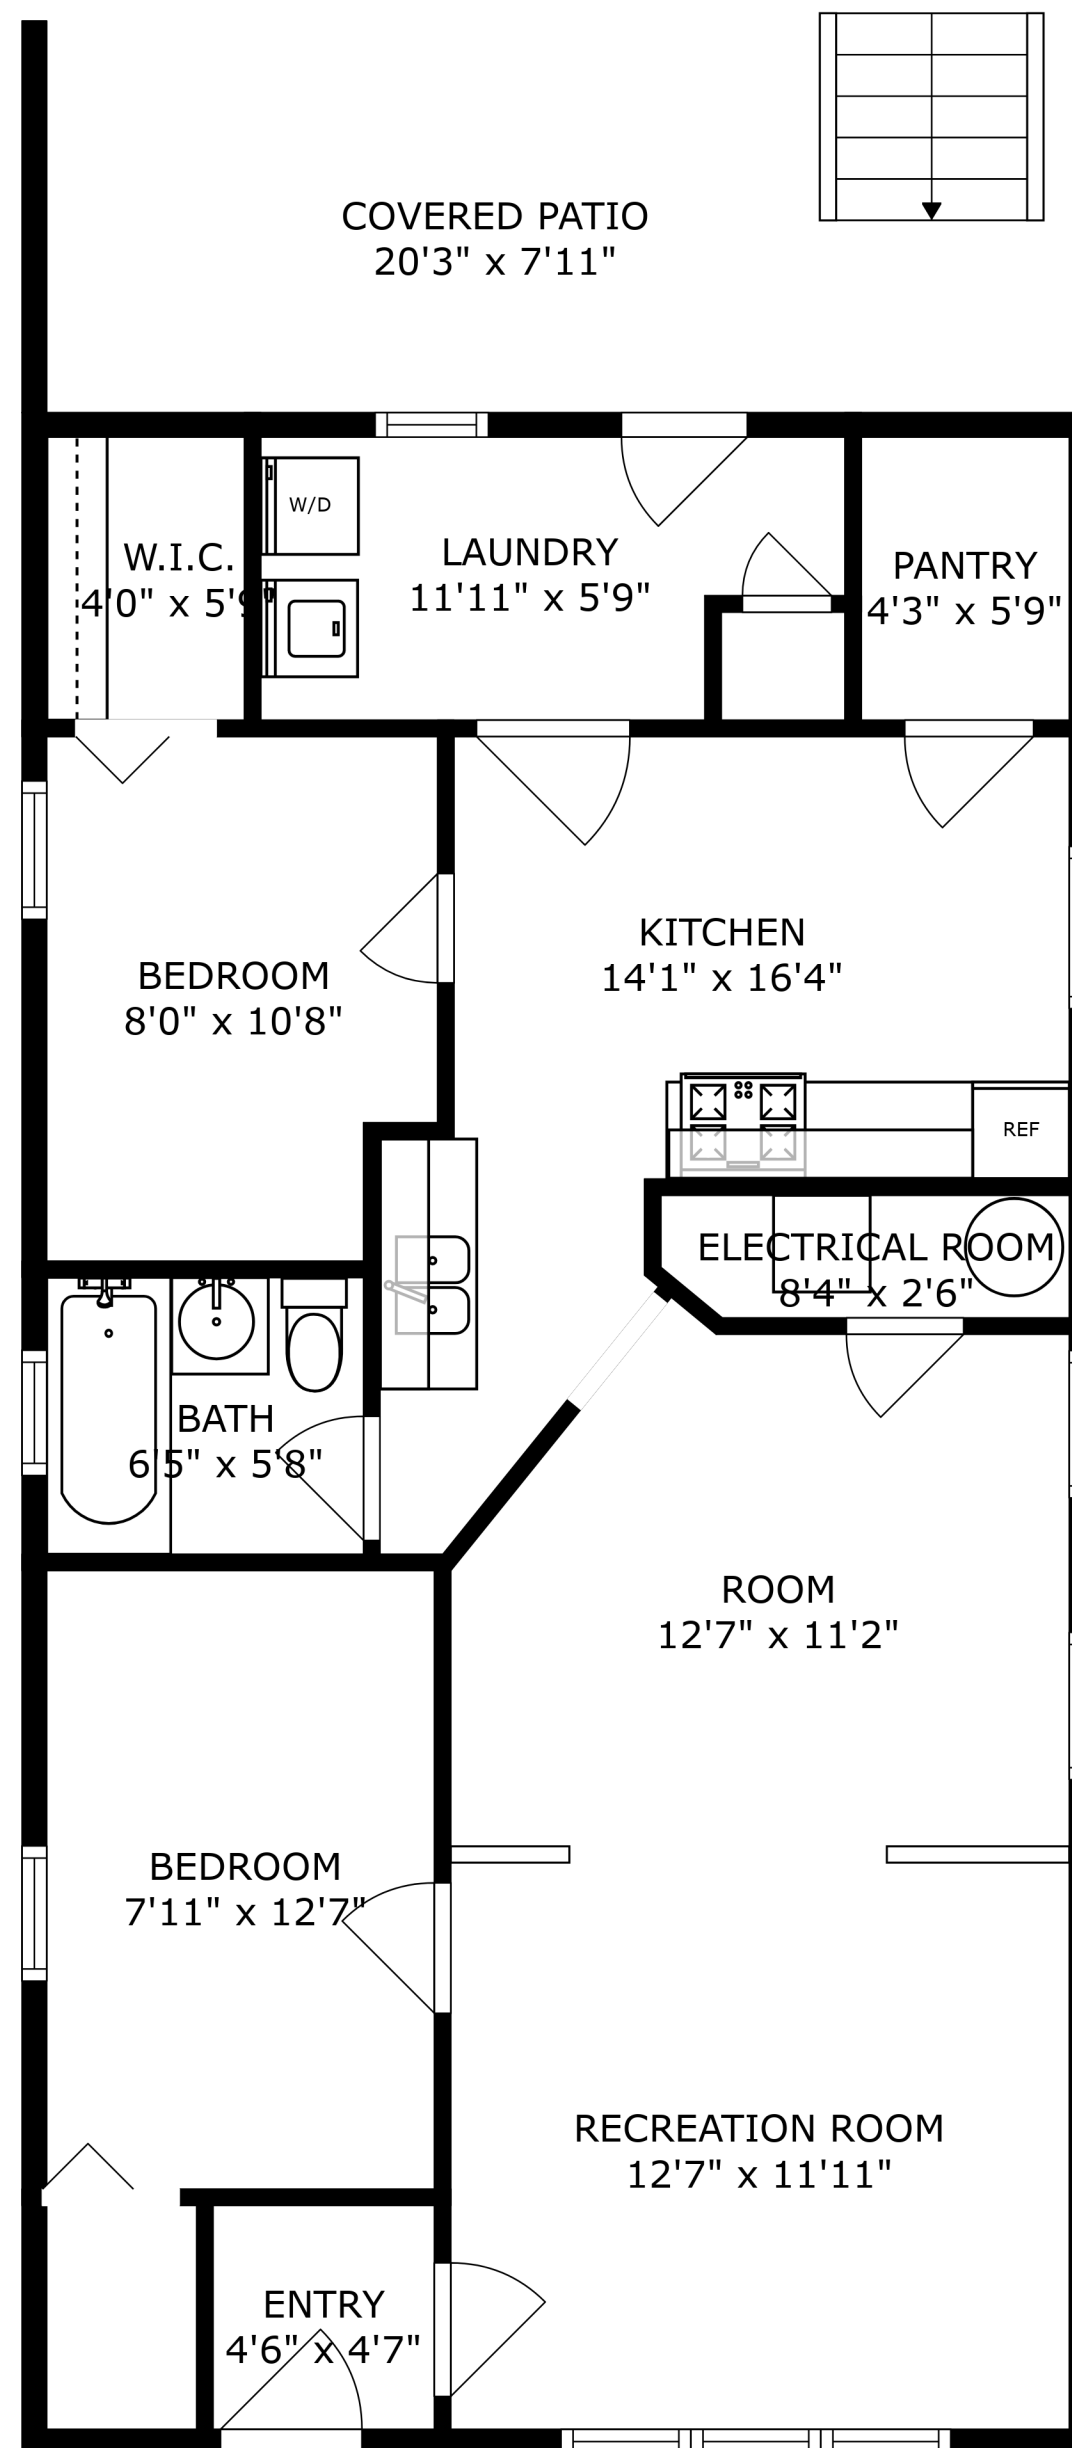 COVERED PATIO
20'3" x 7'11"
W/D
W.I.C.
4'0" x 5'9"
LAUNDRY
11'11" x 5'9"
PANTRY
4'3" x 5'9"
KITCHEN
14'1" x 16'4"
BEDROOM
8'0" x 10'8"
REF
ELECTRICAL ROOM
8'4" x 2'6"
BATH
6'5" x 5'8"
ROOM
12'7" x 11'2"
BEDROOM
7'11" x 12'7"
RECREATION ROOM
12'7" x 11'11"
ENTRY
4'6" x 4'7"